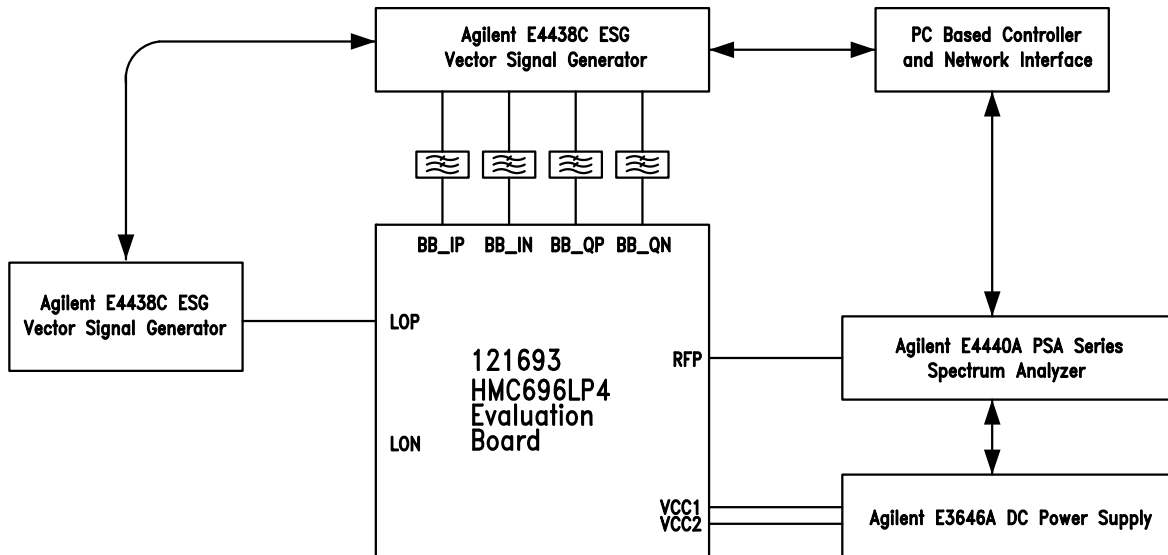 Agilent E4438C ESG
Vector Signal Generator
PC Based Controller
and Network Interface
BB_IP BB_IN BB_QP BB_QN
Agilent E4438C ESG
Vector Signal Generator
LOP
121693
HMC696LP4
Evaluation
Board
RFP
Agilent E4440A PSA Series
Spectrum Analyzer
LON
VCC1
VCC2
Agilent E3646A DC Power Supply